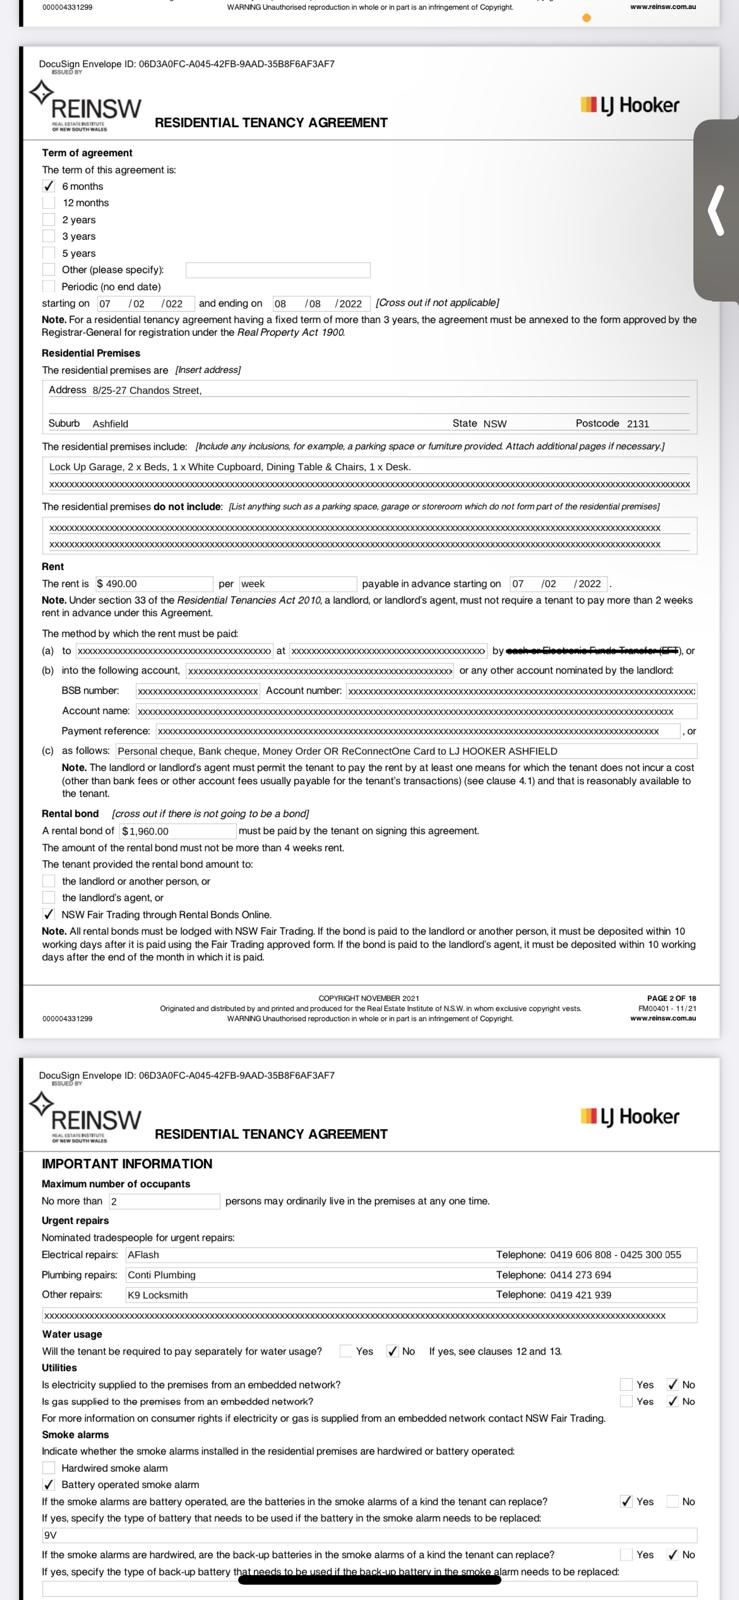 000004331299
WARNING Unauthorised reproduction in whole or in part is an infringement of Copyright.
www.reinsw.com.au
DocuSign Envelope ID: 06D3A0FC-A045-42FB-9AAD-35B8F6AF3AF7
ISSUED BY
REINSW
REAL ESTATE INSTITUTE
OF NEW SOUTH WALES
RESIDENTIAL TENANCY AGREEMENT
LJ Hooker
Term of agreement
The term of this agreement is:
✓ 6 months
12 months
2 years
3 years
5 years
Other (please specify):
Periodic (no end date)
starting on 07 /02 /022 and ending on 08 /08 /2022 [Cross out if not applicable]
Note. For a residential tenancy agreement having a fixed term of more than 3 years, the agreement must be annexed to the form approved by the
Registrar-General for registration under the Real Property Act 1900.
Residential Premises
The residential premises are [Insert address]
Address 8/25-27 Chandos Street,
Suburb Ashfield State NSW Postcode 2131
The residential premises include: [Include any inclusions, for example, a parking space or furniture provided. Attach additional pages if necessary.]
Lock Up Garage, 2 x Beds, 1 x White Cupboard, Dining Table & Chairs, 1 x Desk.
The residential premises do not include: [List anything such as a parking space, garage or storeroom which do not form part of the residential premises]
Rent
The rent is $ 490.00 per week payable in advance starting on 07 /02 /2022 .
Note. Under section 33 of the Residential Tenancies Act 2010, a landlord, or landlord's agent, must not require a tenant to pay more than 2 weeks
rent in advance under this Agreement.
The method by which the rent must be paid:
(a) to at by cash or Electronic Funds Transfer (EFT), or
(b) into the following account, or any other account nominated by the landlord:
BSB number: Account number:
Account name:
Payment reference: , or
(c) as follows: Personal cheque, Bank cheque, Money Order OR ReConnectOne Card to LJ HOOKER ASHFIELD
Note. The landlord or landlord's agent must permit the tenant to pay the rent by at least one means for which the tenant does not incur a cost
(other than bank fees or other account fees usually payable for the tenant's transactions) (see clause 4.1) and that is reasonably available to
the tenant.
Rental bond [cross out if there is not going to be a bond]
A rental bond of $1,960.00 must be paid by the tenant on signing this agreement.
The amount of the rental bond must not be more than 4 weeks rent.
The tenant provided the rental bond amount to:
the landlord or another person, or
the landlord's agent, or
✓ NSW Fair Trading through Rental Bonds Online.
Note. All rental bonds must be lodged with NSW Fair Trading. If the bond is paid to the landlord or another person, it must be deposited within 10
working days after it is paid using the Fair Trading approved form. If the bond is paid to the landlord's agent, it must be deposited within 10 working
days after the end of the month in which it is paid.
COPYRIGHT NOVEMBER 2021
PAGE 2 OF 18
Originated and distributed by and printed and produced for the Real Estate Institute of N.S.W. in whom exclusive copyright vests.
FM00401 - 11/21
000004331299
WARNING Unauthorised reproduction in whole or in part is an infringement of Copyright.
www.reinsw.com.au
DocuSign Envelope ID: 06D3A0FC-A045-42FB-9AAD-35B8F6AF3AF7
ISSUED BY
REINSW
REAL ESTATE INSTITUTE
OF NEW SOUTH WALES
RESIDENTIAL TENANCY AGREEMENT
LJ Hooker
IMPORTANT INFORMATION
Maximum number of occupants
No more than 2 persons may ordinarily live in the premises at any one time.
Urgent repairs
Nominated tradespeople for urgent repairs:
Electrical repairs: AFlash Telephone: 0419 606 808 - 0425 300 055
Plumbing repairs: Conti Plumbing Telephone: 0414 273 694
Other repairs: K9 Locksmith Telephone: 0419 421 939
Water usage
Will the tenant be required to pay separately for water usage? Yes ✓ No If yes, see clauses 12 and 13.
Utilities
Is electricity supplied to the premises from an embedded network? Yes ✓ No
Is gas supplied to the premises from an embedded network? Yes ✓ No
For more information on consumer rights if electricity or gas is supplied from an embedded network contact NSW Fair Trading.
Smoke alarms
Indicate whether the smoke alarms installed in the residential premises are hardwired or battery operated:
Hardwired smoke alarm
✓ Battery operated smoke alarm
If the smoke alarms are battery operated, are the batteries in the smoke alarms of a kind the tenant can replace? ✓ Yes No
If yes, specify the type of battery that needs to be used if the battery in the smoke alarm needs to be replaced:
9V
If the smoke alarms are hardwired, are the back-up batteries in the smoke alarms of a kind the tenant can replace? Yes ✓ No
If yes, specify the type of back-up battery that needs to be used if the back-up battery in the smoke alarm needs to be replaced: